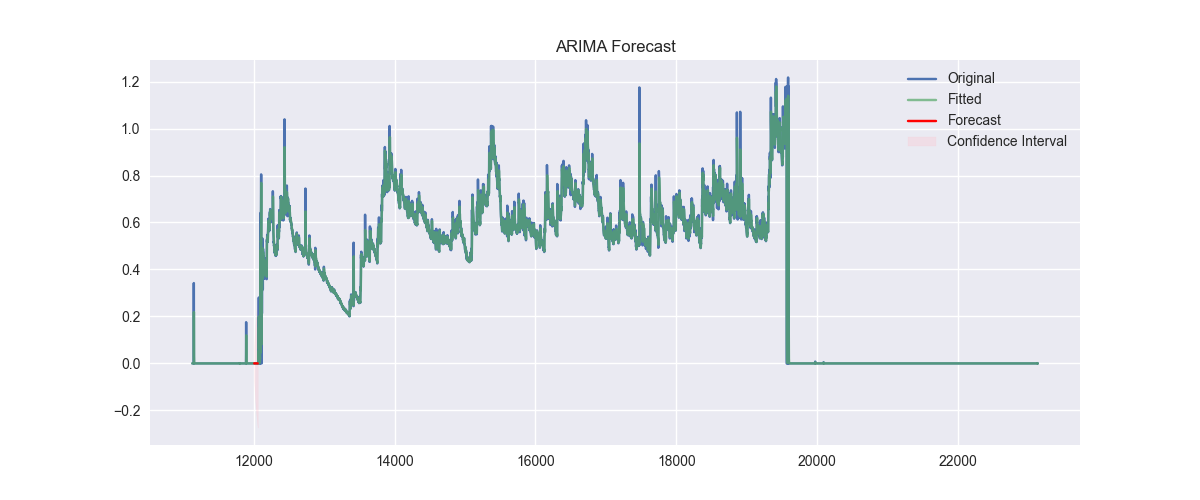 ARIMA Forecast
Original
Fitted
Forecast
Confidence Interval
1.2
1.0
0.8
0.6
0.4
0.2
0.0
−0.2
12000 14000 16000 18000 20000 22000